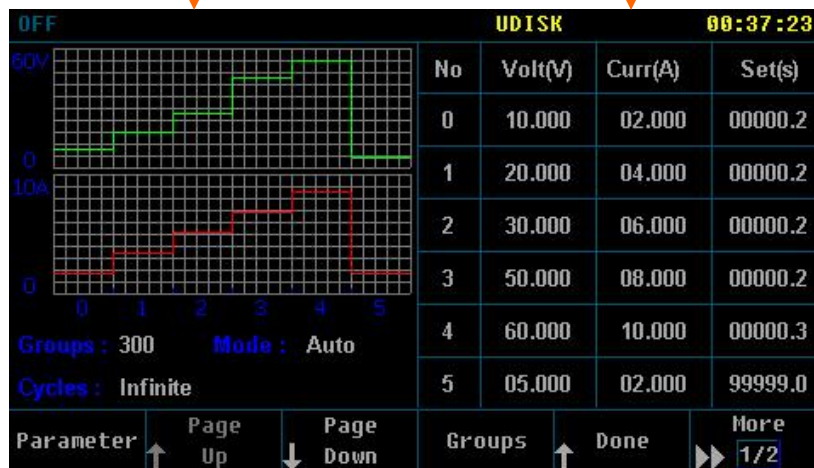 OFF UDISK 00:37:23
60V
0
10A
0
0 1 2 3 4 5
Groups : 300 Mode : Auto
Cycles : Infinite
No Volt(V) Curr(A) Set(s)
0 10.000 02.000 00000.2
1 20.000 04.000 00000.2
2 30.000 06.000 00000.2
3 50.000 08.000 00000.2
4 60.000 10.000 00000.3
5 05.000 02.000 99999.0
Parameter Page Up Page Down Groups Done More 1/2